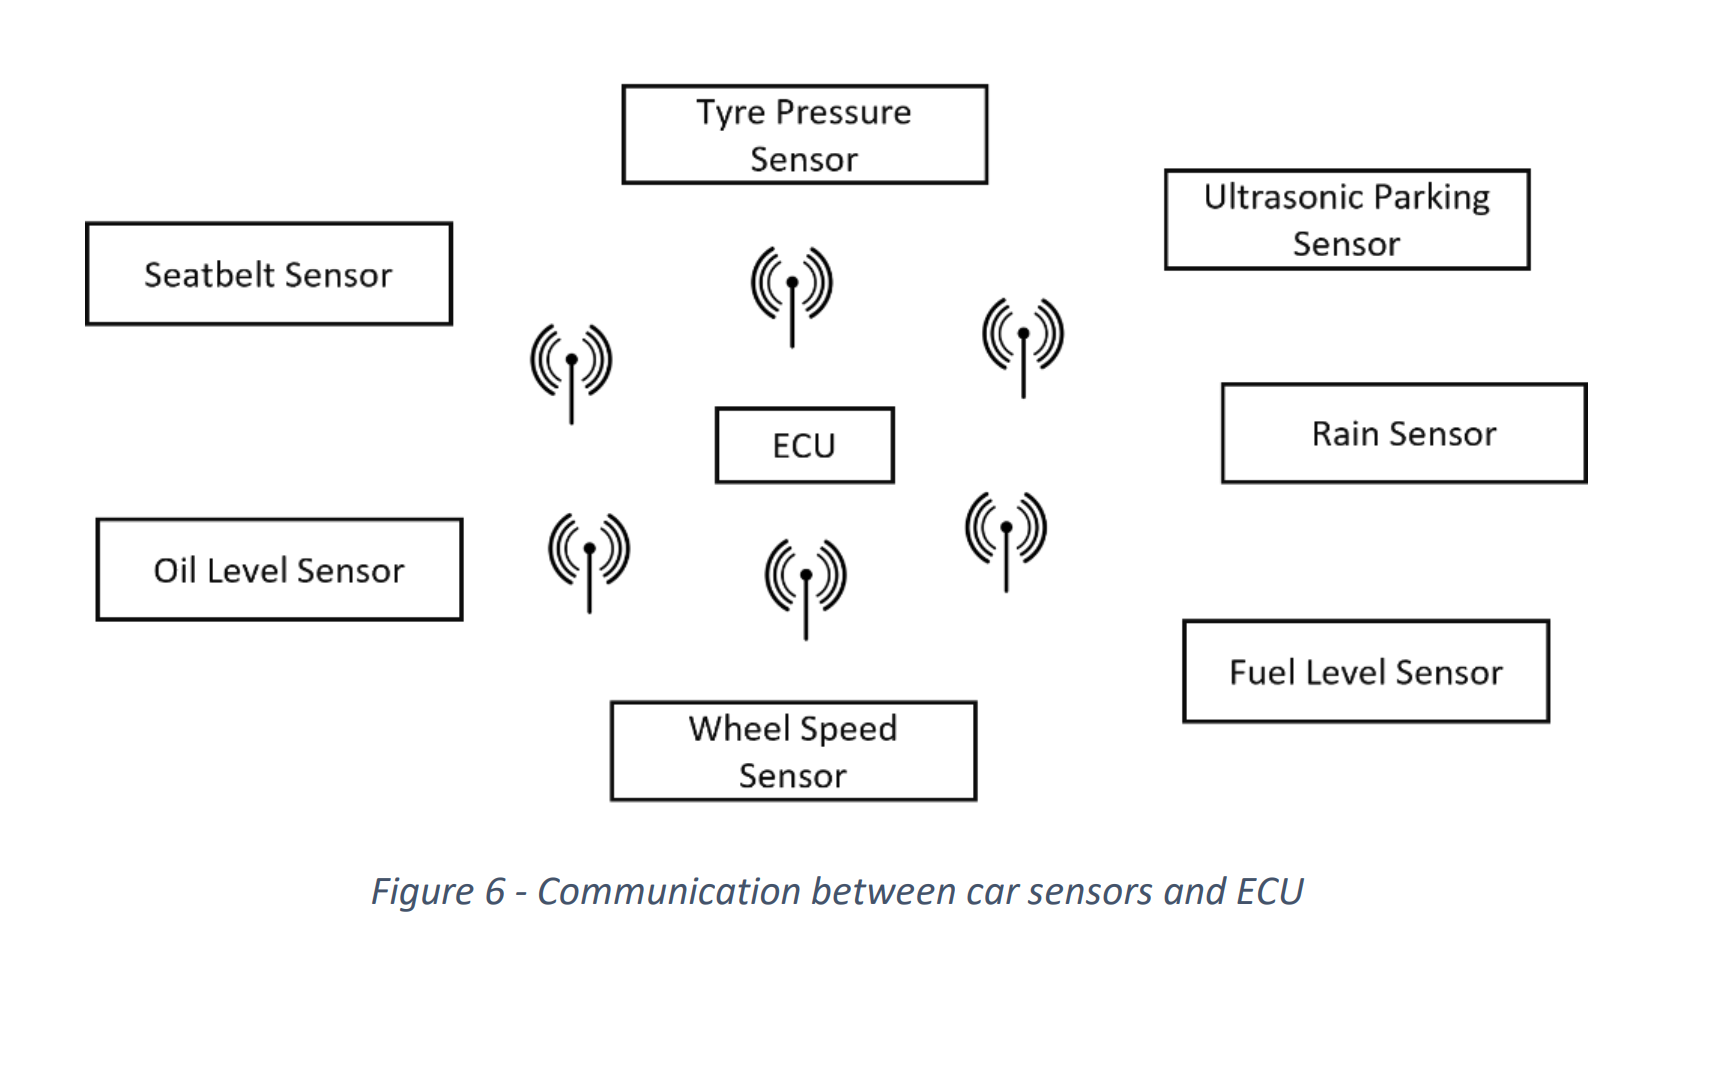 Tyre Pressure
Sensor
Ultrasonic Parking
Sensor
Seatbelt Sensor
Rain Sensor
ECU
Oil Level Sensor
Fuel Level Sensor
Wheel Speed
Sensor
Figure 6 - Communication between car sensors and ECU